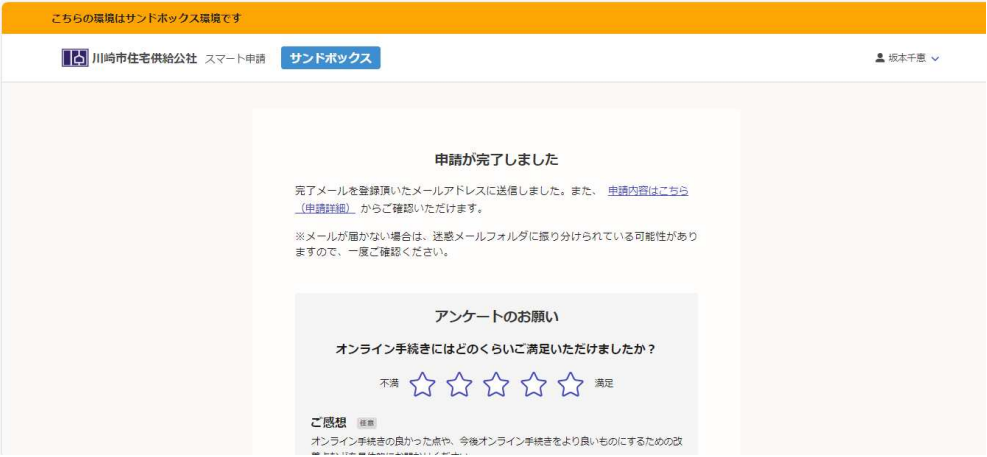 こちらの環境はサンドボックス環境です
川崎市住宅供給公社 スマート申請 サンドボックス 坂本千恵
申請が完了しました
完了メールを登録頂いたメールアドレスに送信しました。また、 申請内容はこちら
（申請詳細） からご確認いただけます。
※メールが届かない場合は、迷惑メールフォルダに振り分けられている可能性があり
ますので、一度ご確認ください。
アンケートのお願い
オンライン手続きにはどのくらいご満足いただけましたか？
不満 満足
ご感想 任意
オンライン手続きの良かった点や、今後オンライン手続きをより良いものにするための改